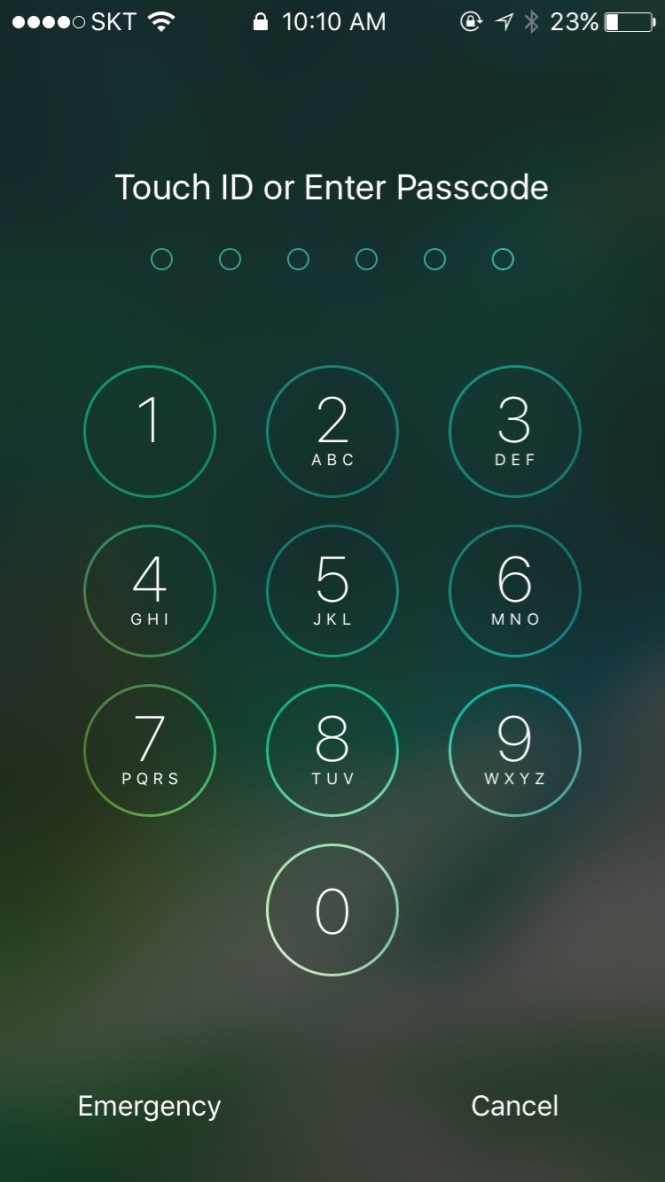 SKT 10:10 AM 23%
Touch ID or Enter Passcode
1 2 3
ABC DEF
4 5 6
GHI JKL MNO
7 8 9
PQRS TUV WXYZ
0
Emergency Cancel